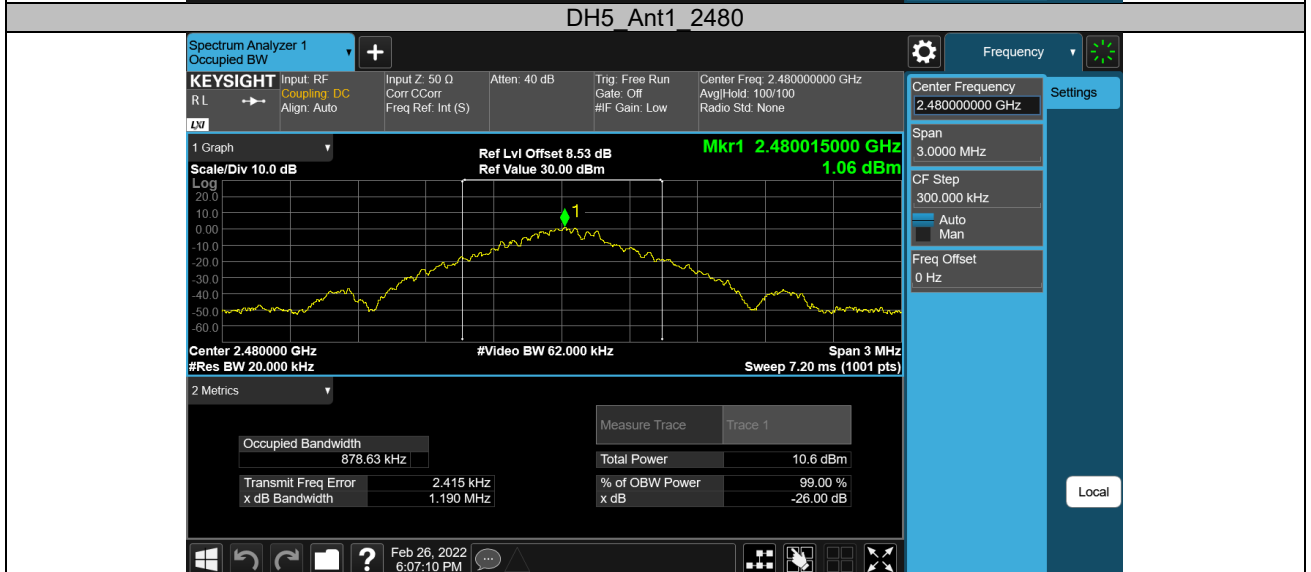 DH5_Ant1_2480
Spectrum Analyzer 1
Occupied BW
+
Frequency
KEYSIGHT
R L
LXI
Input: RF
Coupling: DC
Align: Auto
Input Z: 50 Ω
Corr CCorr
Freq Ref: Int (S)
Atten: 40 dB
Trig: Free Run
Gate: Off
#IF Gain: Low
Center Freq: 2.480000000 GHz
Avg|Hold: 100/100
Radio Std: None
Center Frequency
2.480000000 GHz
Settings
Span
3.0000 MHz
CF Step
300.000 kHz
Auto
Man
Freq Offset
0 Hz
Local
1 Graph
Scale/Div 10.0 dB
Ref Lvl Offset 8.53 dB
Ref Value 30.00 dBm
Mkr1 2.480015000 GHz
1.06 dBm
Log
20.0
10.0
0.00
-10.0
-20.0
-30.0
-40.0
-50.0
-60.0
1
Center 2.480000 GHz
#Video BW 62.000 kHz
Span 3 MHz
#Res BW 20.000 kHz
Sweep 7.20 ms (1001 pts)
2 Metrics
Measure Trace
Trace 1
Occupied Bandwidth
878.63 kHz
Total Power
10.6 dBm
Transmit Freq Error
2.415 kHz
% of OBW Power
99.00 %
x dB Bandwidth
1.190 MHz
x dB
-26.00 dB
?
Feb 26, 2022
6:07:10 PM